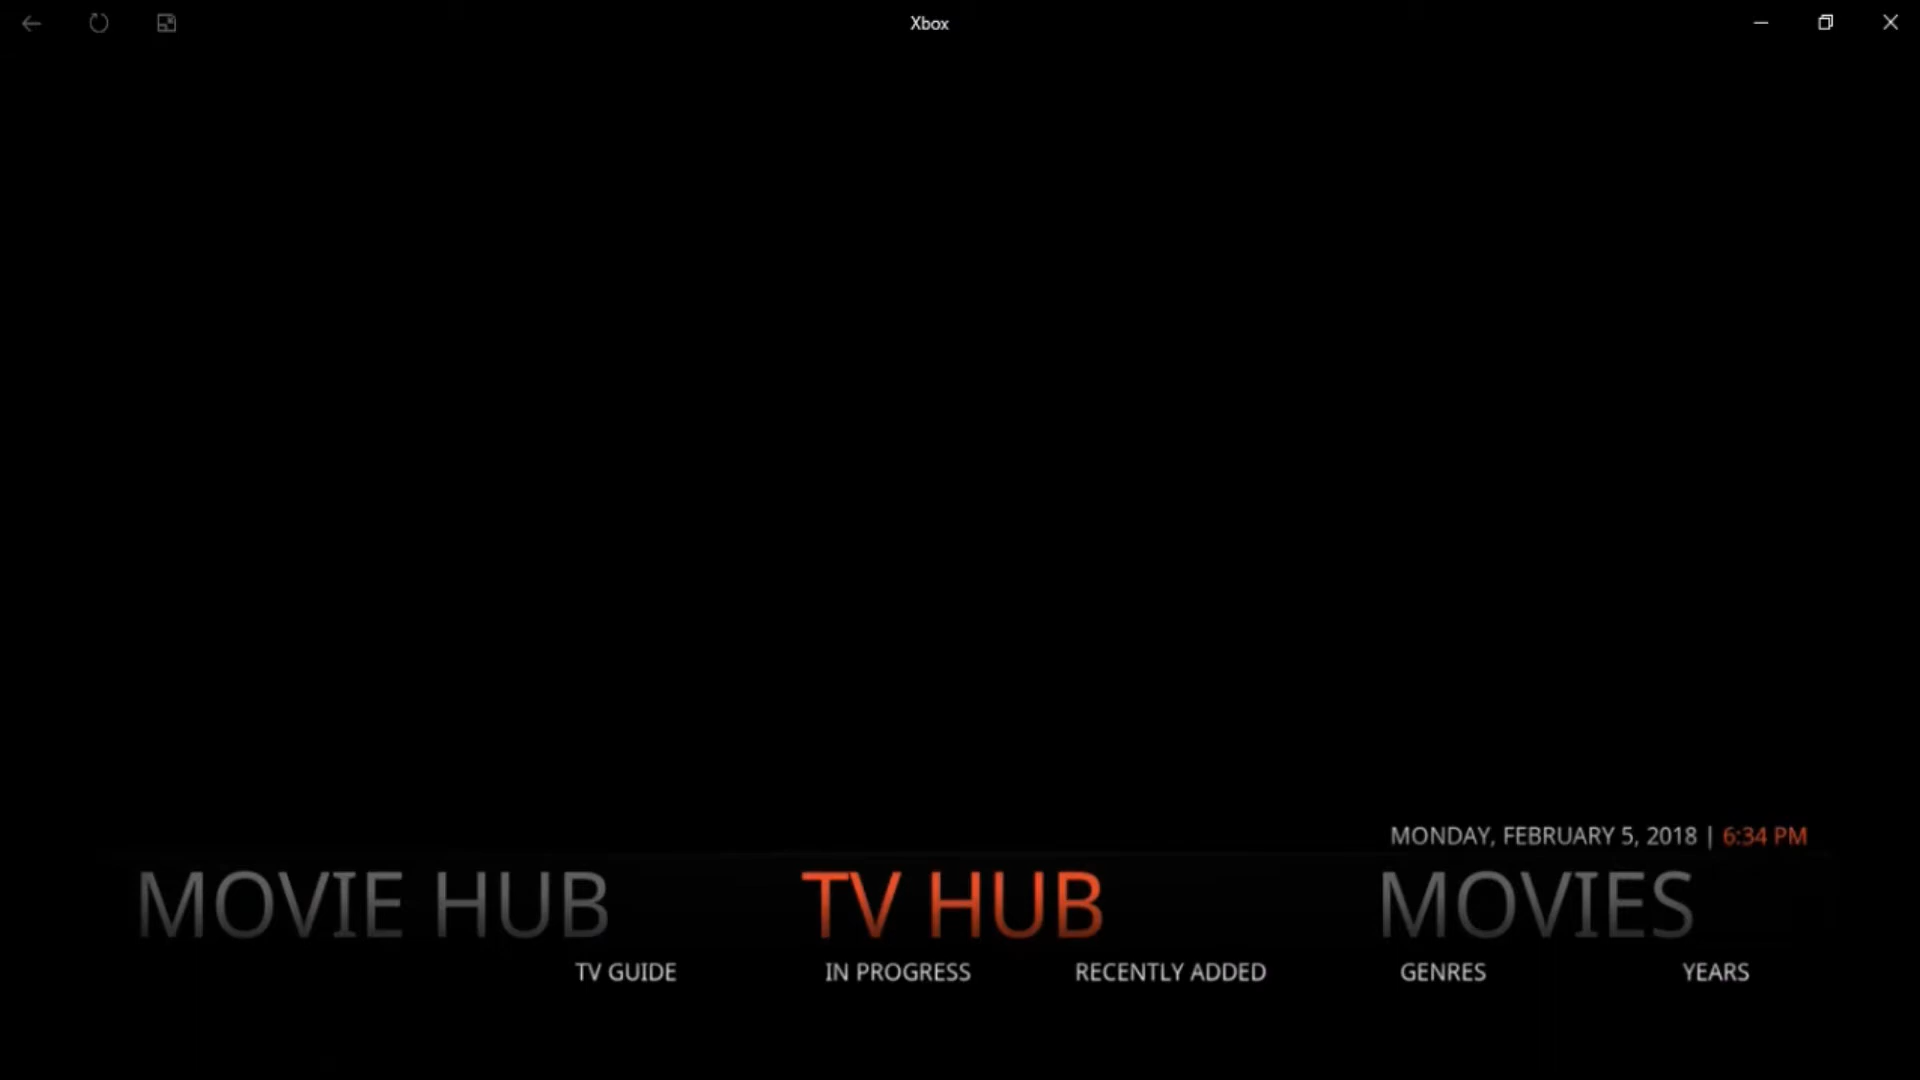 Xbox
MONDAY, FEBRUARY 5, 2018 | 6:34 PM
MOVIE HUB TV HUB MOVIES
TV GUIDE IN PROGRESS RECENTLY ADDED GENRES YEARS